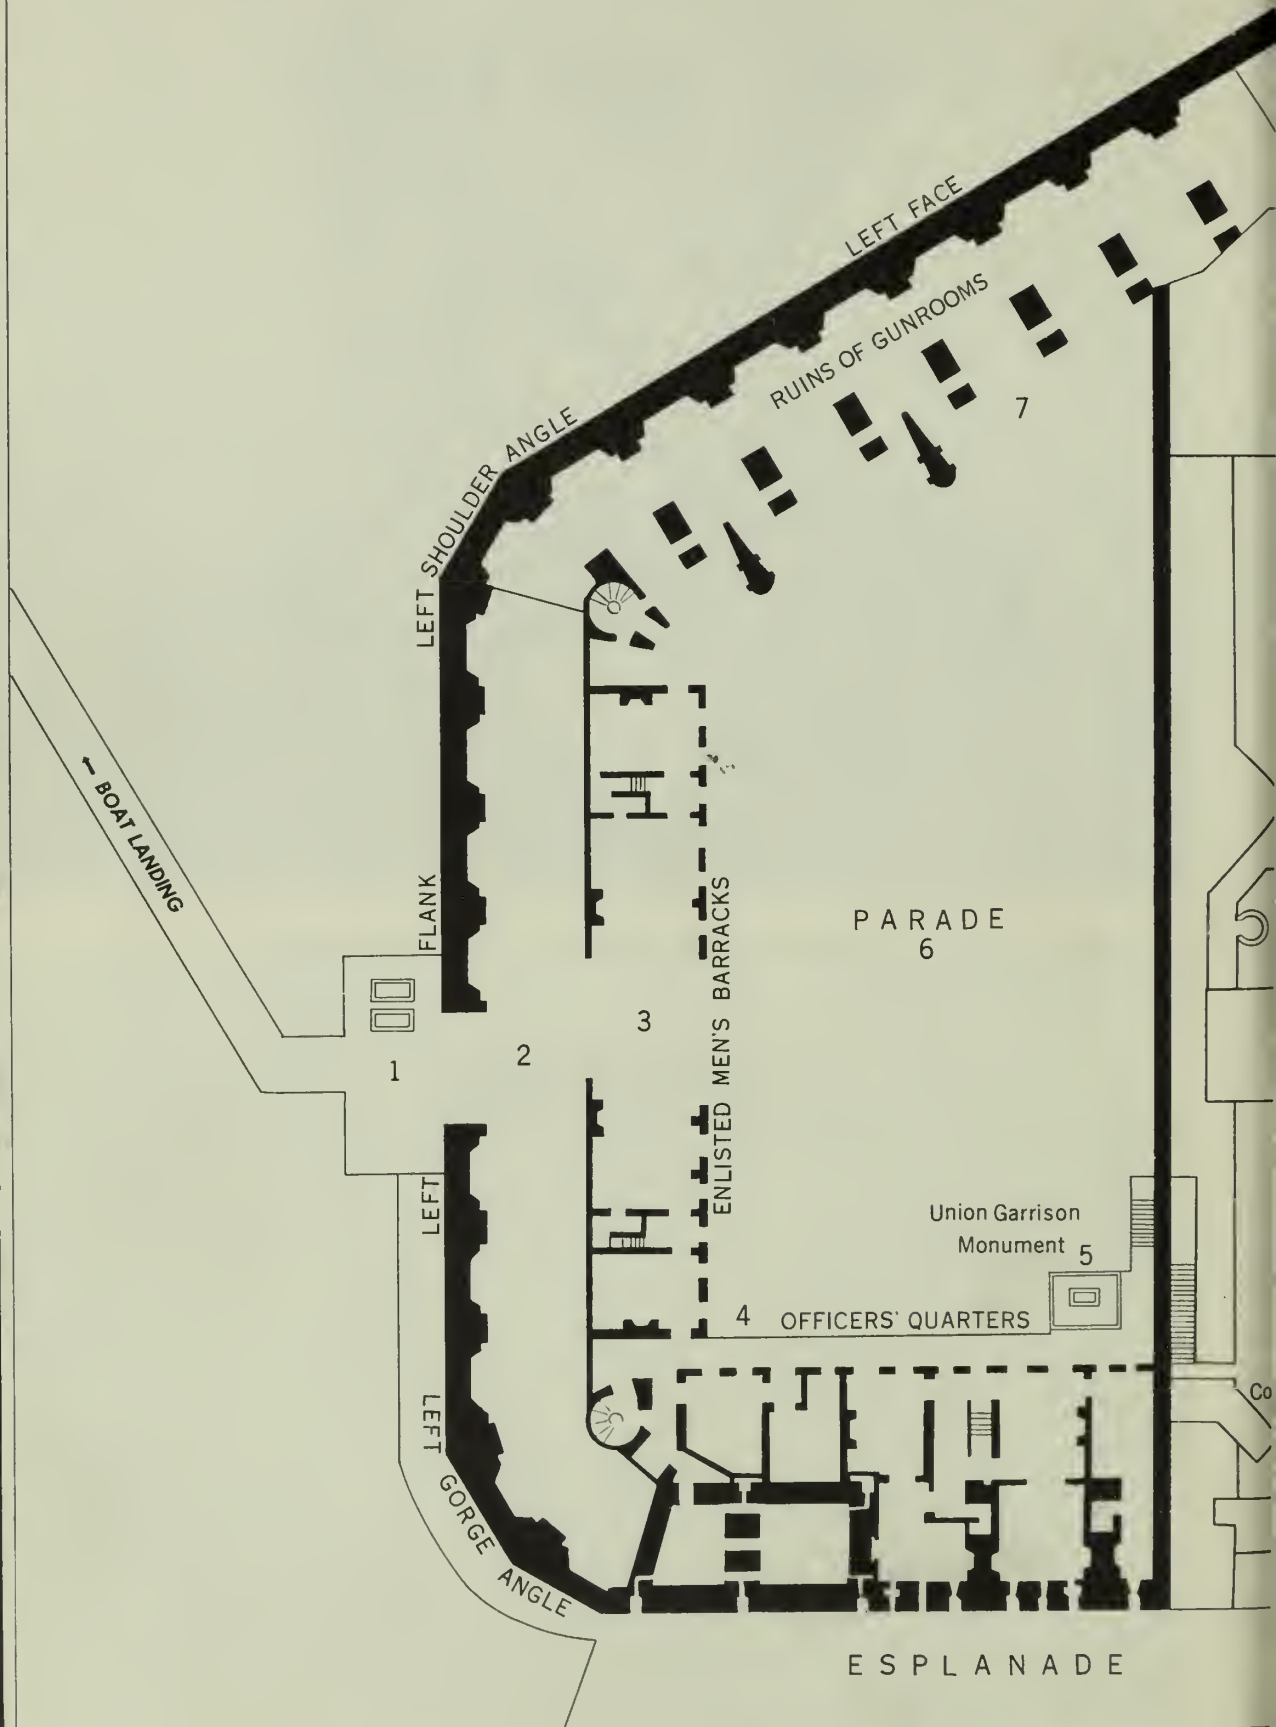 LEFT FACE
RUINS OF GUNROOMS
7
LEFT SHOULDER ANGLE
← BOAT LANDING
LEFT FLANK
ENLISTED MEN'S BARRACKS
PARADE
6
3
2
1
Union Garrison
Monument 5
4 OFFICERS' QUARTERS
LEFT GORGE ANGLE
Co
ESPLANADE